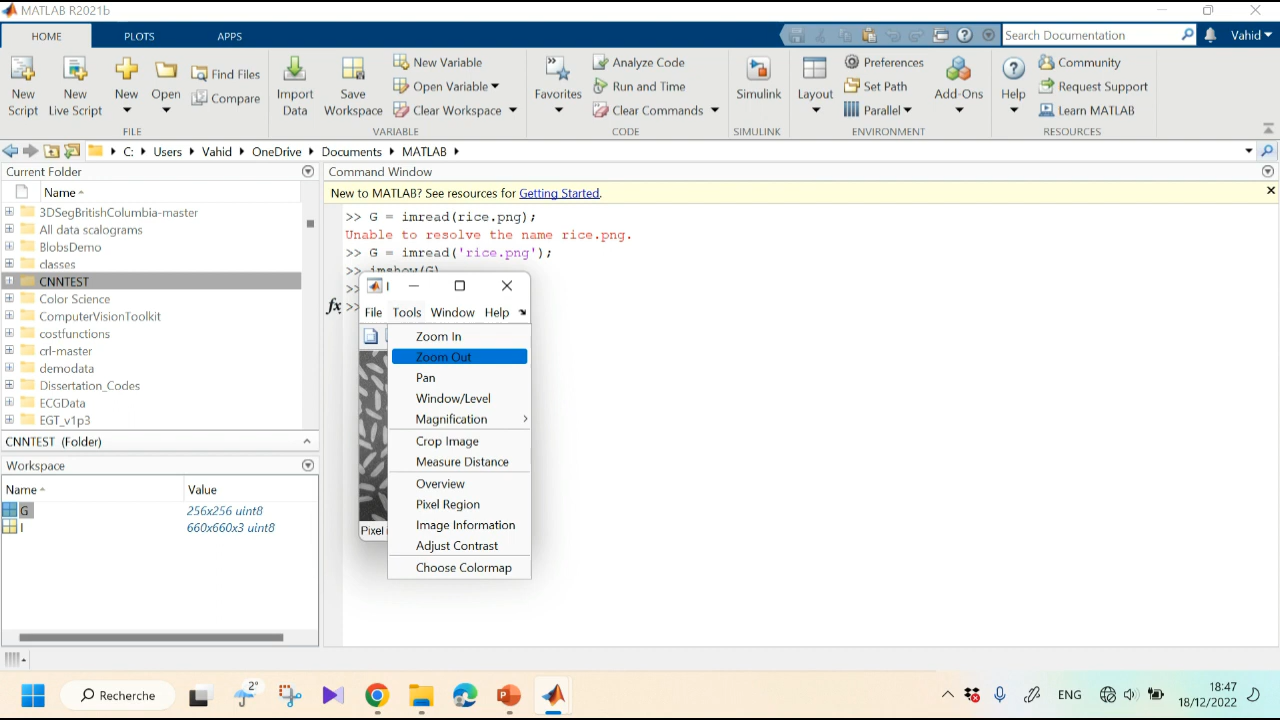 MATLAB R2021b
HOME PLOTS APPS Search Documentation Vahid
New Script
New Live Script
New
Open
Find Files
Compare
FILE
Import Data
Save Workspace
New Variable
Open Variable
Clear Workspace
VARIABLE
Favorites
Analyze Code
Run and Time
Clear Commands
CODE
Simulink
SIMULINK
Layout
Preferences
Set Path
Parallel
ENVIRONMENT
Add-Ons
Help
Community
Request Support
Learn MATLAB
RESOURCES
C: Users Vahid OneDrive Documents MATLAB
Current Folder
Name
3DSegBritishColumbia-master
All data scalograms
BlobsDemo
classes
CNNTEST
Color Science
ComputerVisionToolkit
costfunctions
crl-master
demodata
Dissertation_Codes
ECGData
EGT_v1p3
CNNTEST (Folder)
Workspace
Name Value
G 256x256 uint8
I 660x660x3 uint8
Command Window
New to MATLAB? See resources for Getting Started.
>> G = imread(rice.png);
Unable to resolve the name rice.png.
>> G = imread('rice.png');
>> imshow(G)
>>
fx >>
File Tools Window Help
Zoom In
Zoom Out
Pan
Window/Level
Magnification
Crop Image
Measure Distance
Overview
Pixel Region
Image Information
Adjust Contrast
Choose Colormap
Pixel
Recherche
2°
ENG
18:47
18/12/2022